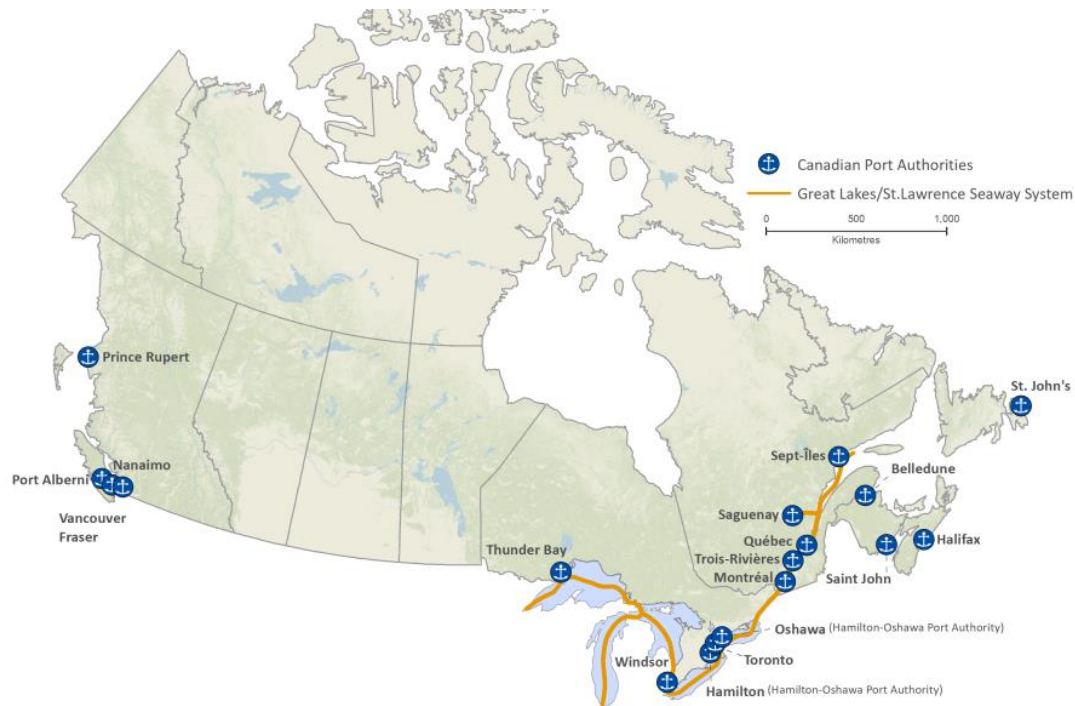 Canadian Port Authorities
Great Lakes/St.Lawrence Seaway System
0 500 1,000
Kilometres
Prince Rupert
St. John's
Sept-Îles
Belledune
Nanaimo
Port Alberni
Vancouver
Fraser
Saguenay
Québec
Halifax
Thunder Bay
Trois-Rivières
Montréal
Saint John
Oshawa (Hamilton-Oshawa Port Authority)
Windsor
Toronto
Hamilton (Hamilton-Oshawa Port Authority)